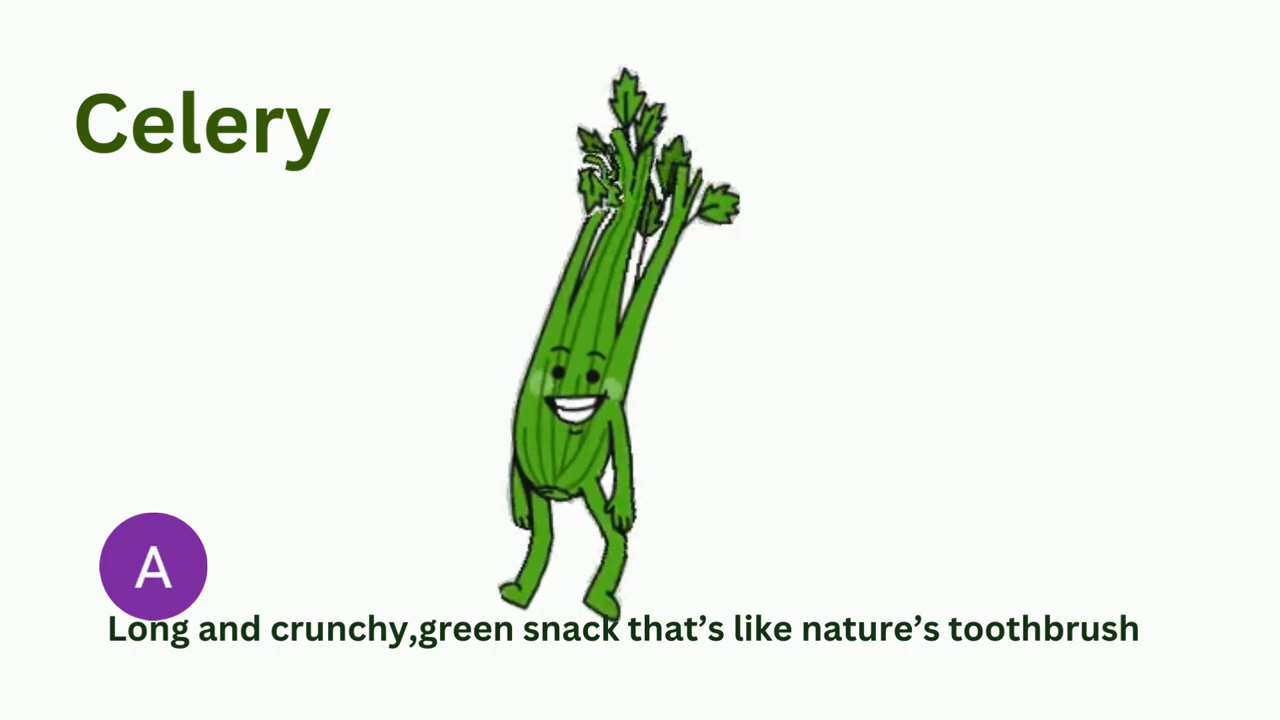 Celery
A
Long and crunchy,green snack that’s like nature’s toothbrush